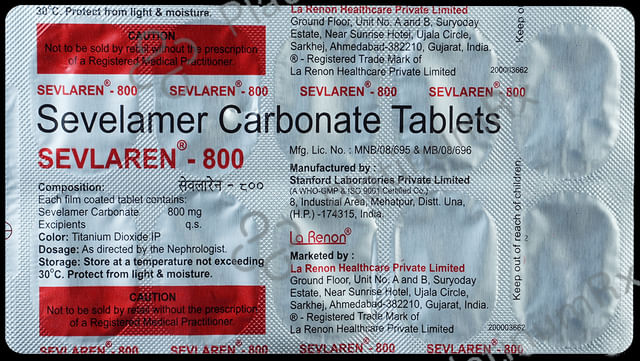 30°C. Protect from light & moisture.
CAUTION
Not to be sold by retail without the prescription
of a Registered Medical Practitioner.
La Renon Healthcare Private Limited
Ground Floor, Unit No. A and B, Suryoday
Estate, Near Sunrise Hotel, Ujala Circle,
Sarkhej, Ahmedabad-382210, Gujarat, India.
® - Registered Trade Mark of
La Renon Healthcare Private Limited
200003662
Keep o
SEVLAREN® - 800 SEVLAREN® - 800 SEVLAREN® - 800 SEVLAREN® - 800
Sevelamer Carbonate Tablets
SEVLAREN® - 800
सेवलारेन - ८००
Composition:
Each film coated tablet contains:
Sevelamer Carbonate 800 mg
Excipients q.s.
Color: Titanium Dioxide IP
Dosage: As directed by the Nephrologist.
Storage: Store at a temperature not exceeding
30°C. Protect from light & moisture.
CAUTION
Not to be sold by retail without the prescription
of a Registered Medical Practitioner.
Mfg. Lic. No. : MNB/08/695 & MB/08/696
Manufactured by :
Stanford Laboratories Private Limited
(A WHO-GMP & ISO 9001 Certified Co.)
8, Industrial Area, Mehatpur, Distt. Una,
(H.P.) -174315, India.
La Renon®
Marketed by :
La Renon Healthcare Private Limited
Ground Floor, Unit No. A and B, Suryoday
Estate, Near Sunrise Hotel, Ujala Circle,
Sarkhej, Ahmedabad-382210, Gujarat, India.
® - Registered Trade Mark of
La Renon Healthcare Private Limited
200003662
Keep out of reach of children.
SEVLAREN® - 800 SEVLAREN® - 800 SEVLAREN® - 800 SEVLAREN® - 800